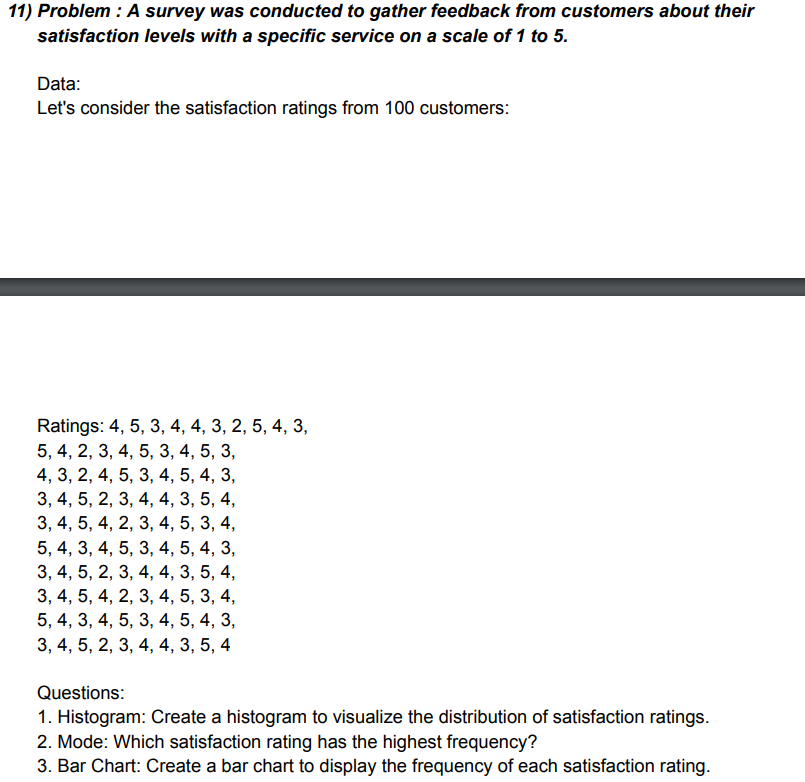 11) Problem : A survey was conducted to gather feedback from customers about their
satisfaction levels with a specific service on a scale of 1 to 5.
Data:
Let's consider the satisfaction ratings from 100 customers:
Ratings: 4, 5, 3, 4, 4, 3, 2, 5, 4, 3,
5, 4, 2, 3, 4, 5, 3, 4, 5, 3,
4, 3, 2, 4, 5, 3, 4, 5, 4, 3,
3, 4, 5, 2, 3, 4, 4, 3, 5, 4,
3, 4, 5, 4, 2, 3, 4, 5, 3, 4,
5, 4, 3, 4, 5, 3, 4, 5, 4, 3,
3, 4, 5, 2, 3, 4, 4, 3, 5, 4,
3, 4, 5, 4, 2, 3, 4, 5, 3, 4,
5, 4, 3, 4, 5, 3, 4, 5, 4, 3,
3, 4, 5, 2, 3, 4, 4, 3, 5, 4
Questions:
1. Histogram: Create a histogram to visualize the distribution of satisfaction ratings.
2. Mode: Which satisfaction rating has the highest frequency?
3. Bar Chart: Create a bar chart to display the frequency of each satisfaction rating.